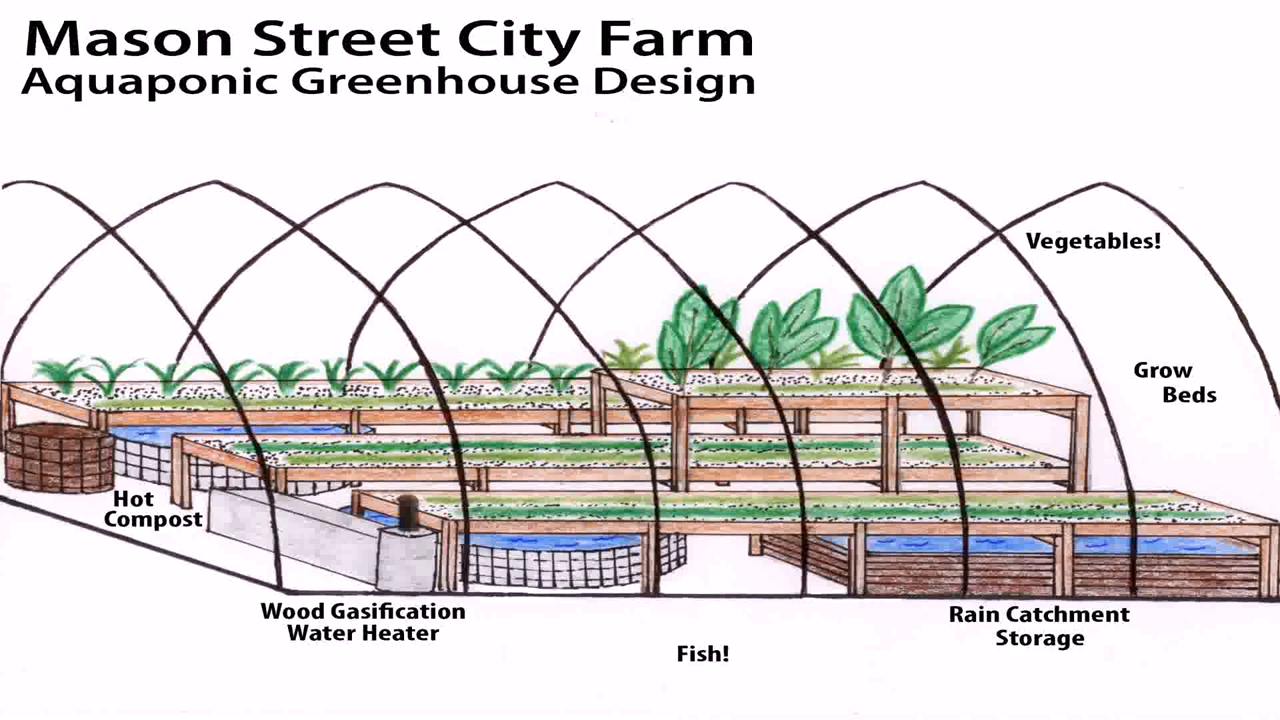 Mason Street City Farm
Aquaponic Greenhouse Design
Vegetables!
Grow
Beds
Hot
Compost
Wood Gasification
Water Heater
Rain Catchment
Storage
Fish!